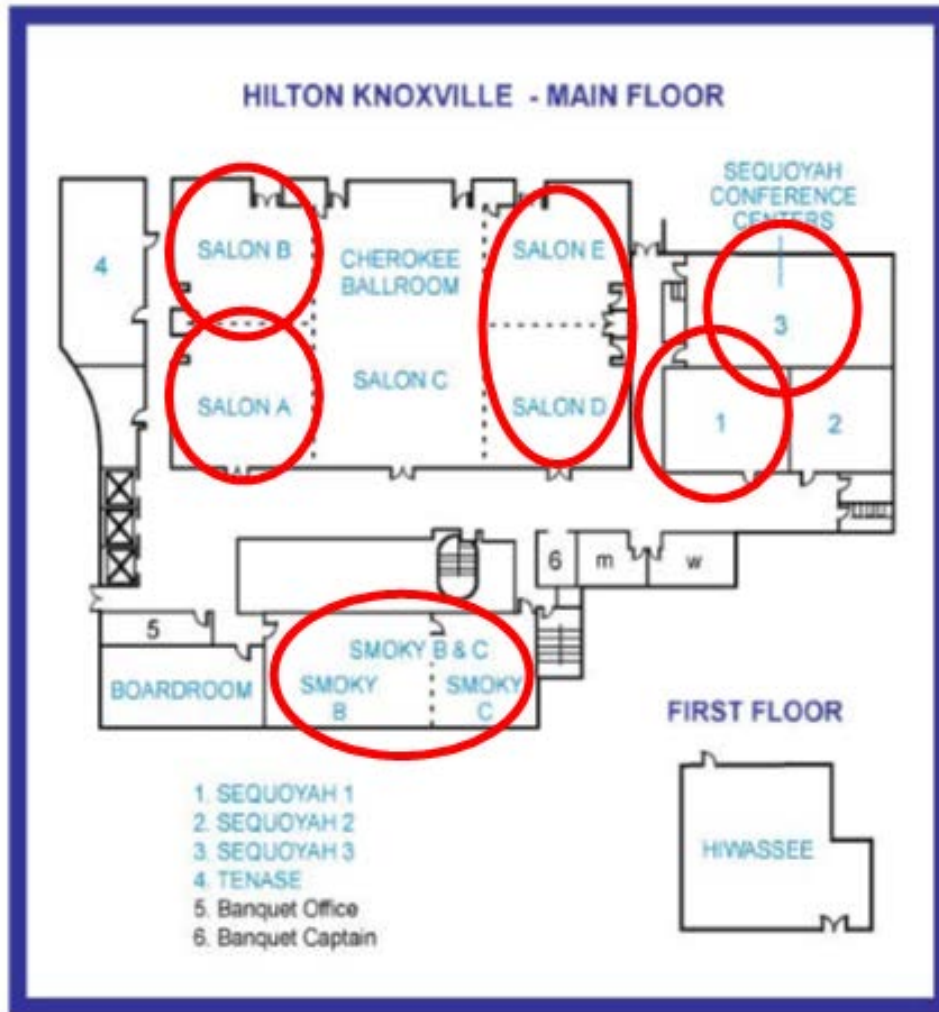 HILTON KNOXVILLE - MAIN FLOOR
SEQUOYAH
CONFERENCE
CENTERS
4
SALON B
CHEROKEE
BALLROOM
SALON E
3
SALON A
SALON C
SALON D
1
2
6
m
w
5
SMOKY B & C
BOARDROOM
SMOKY
B
SMOKY
C
FIRST FLOOR
HIWASSEE
1. SEQUOYAH 1
2. SEQUOYAH 2
3. SEQUOYAH 3
4. TENASE
5. Banquet Office
6. Banquet Captain